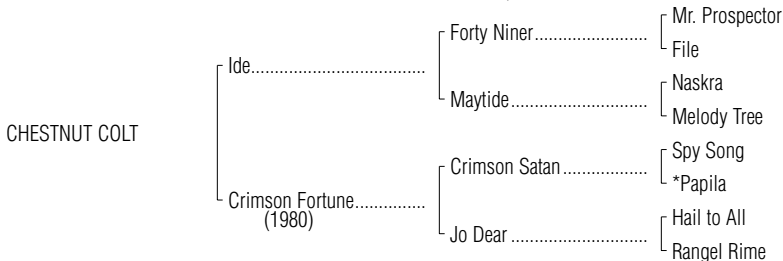 Mr. Prospector
Forty Niner
File
Ide
Naskra
Maytide
Melody Tree
CHESTNUT COLT
Spy Song
Crimson Satan
*Papila
Crimson Fortune
(1980)
Hail to All
Jo Dear
Rangel Rime